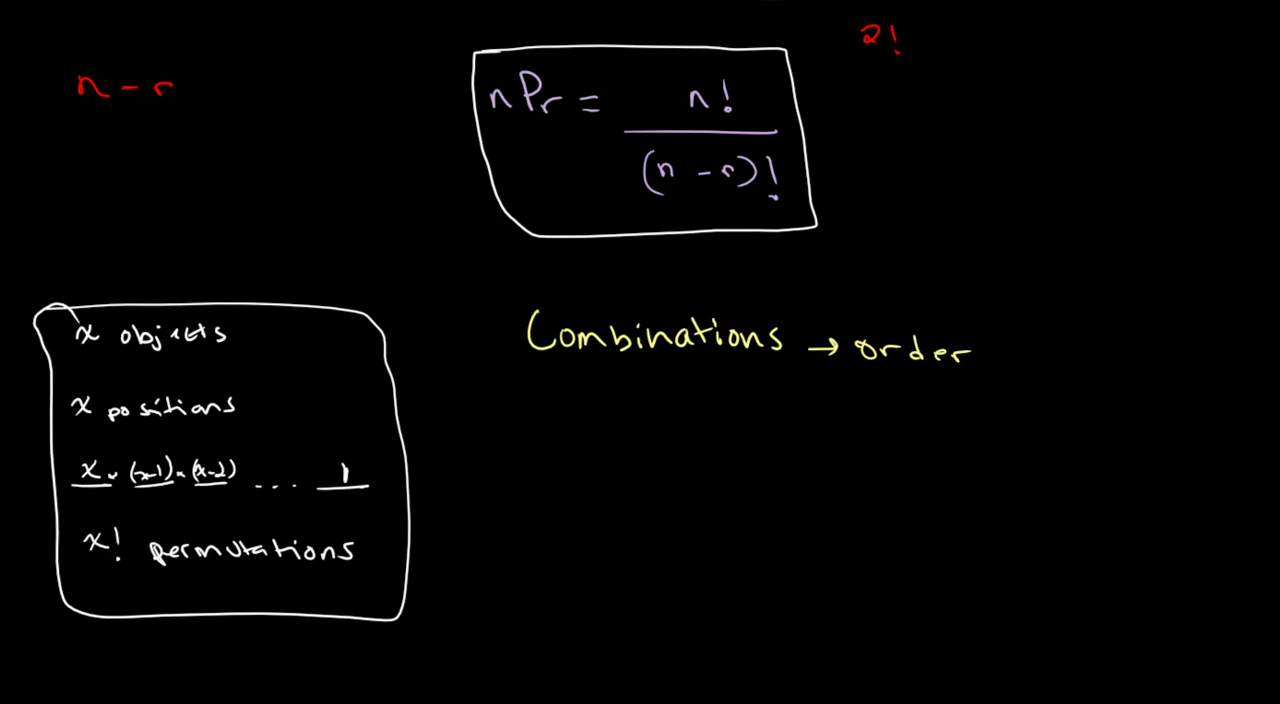 2!
n - r
nPr = n! / (n - r)!
x objects
Combinations → order
x positions
x × (x-1) × (x-2) .... 1
x! permutations